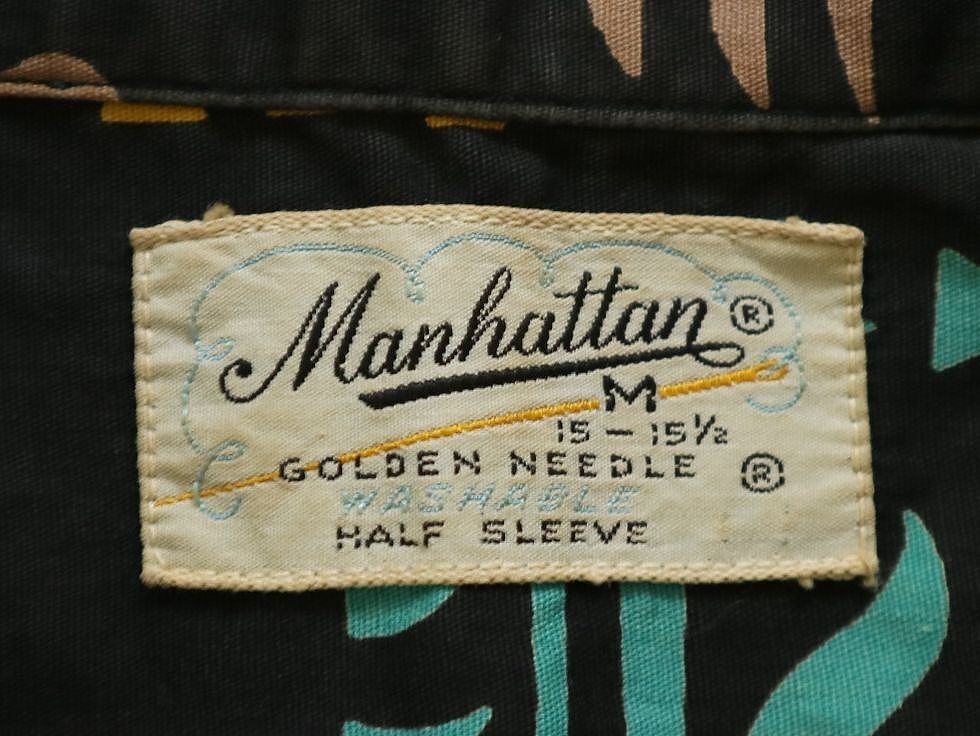 Manhattan ®
M
15 – 15½
GOLDEN NEEDLE ®
WASHABLE
HALF SLEEVE